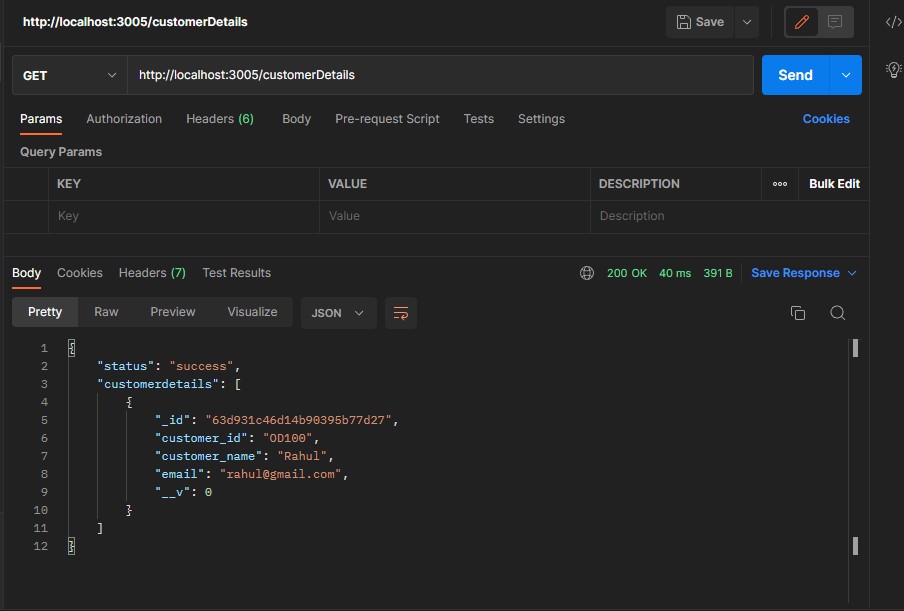 http://localhost:3005/customerDetails
Save
</>
GET
http://localhost:3005/customerDetails
Send
Params Authorization Headers (6) Body Pre-request Script Tests Settings Cookies
Query Params
KEY VALUE DESCRIPTION ooo Bulk Edit
Key Value Description
Body Cookies Headers (7) Test Results 200 OK 40 ms 391 B Save Response
Pretty Raw Preview Visualize JSON
1 {
2 "status": "success",
3 "customerdetails": [
4 {
5 "_id": "63d931c46d14b90395b77d27",
6 "customer_id": "OD100",
7 "customer_name": "Rahul",
8 "email": "rahul@gmail.com",
9 "__v": 0
10 }
11 ]
12 }